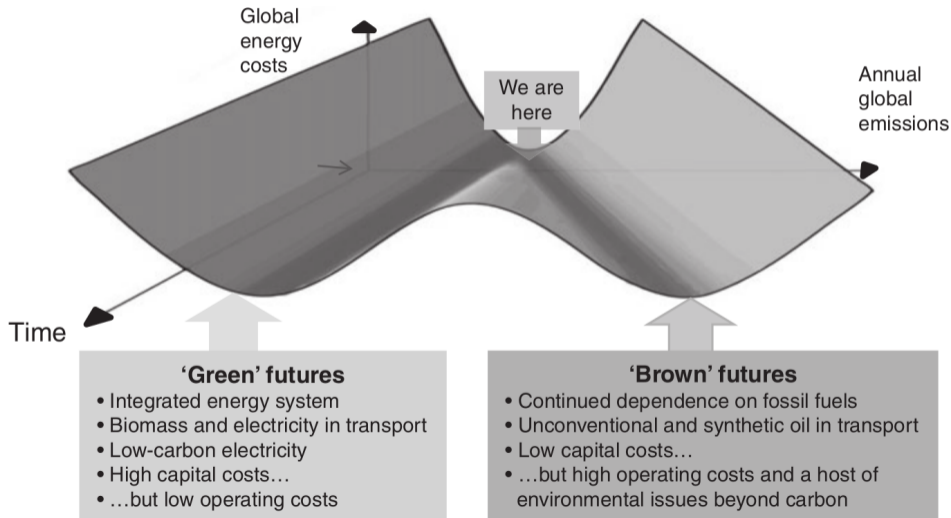 Global
energy
costs
We are
here
Annual
global
emissions
Time
‘Green’ futures
• Integrated energy system
• Biomass and electricity in transport
• Low-carbon electricity
• High capital costs…
• …but low operating costs
‘Brown’ futures
• Continued dependence on fossil fuels
• Unconventional and synthetic oil in transport
• Low capital costs…
• …but high operating costs and a host of
environmental issues beyond carbon